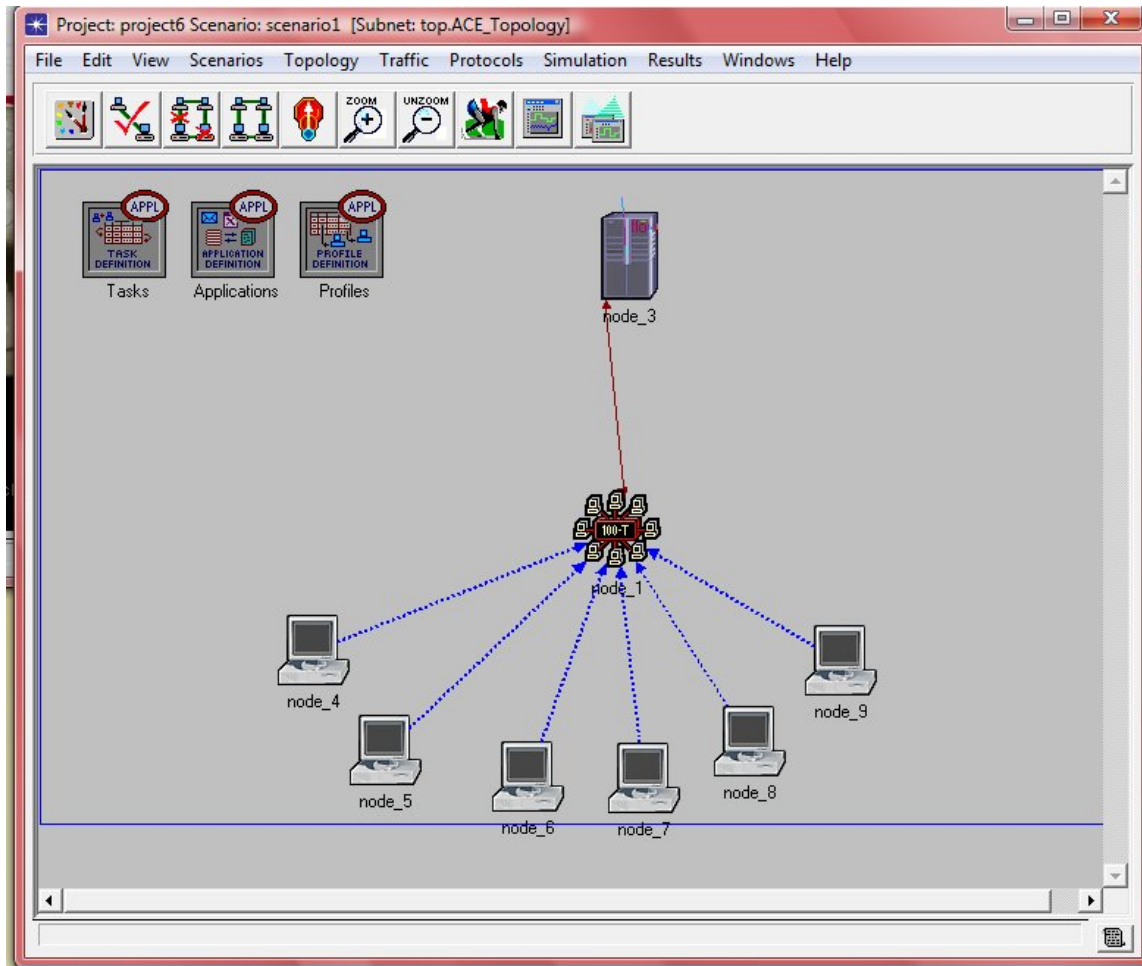 Project: project6 Scenario: scenario1 [Subnet: top.ACE_Topology]
File Edit View Scenarios Topology Traffic Protocols Simulation Results Windows Help
ZOOM UNZOOM
APPL APPL APPL
TASK DEFINITION
APPLICATION DEFINITION
PROFILE DEFINITION
Tasks Applications Profiles
node_3
100-T
node_1
node_4
node_9
node_5
node_8
node_6
node_7